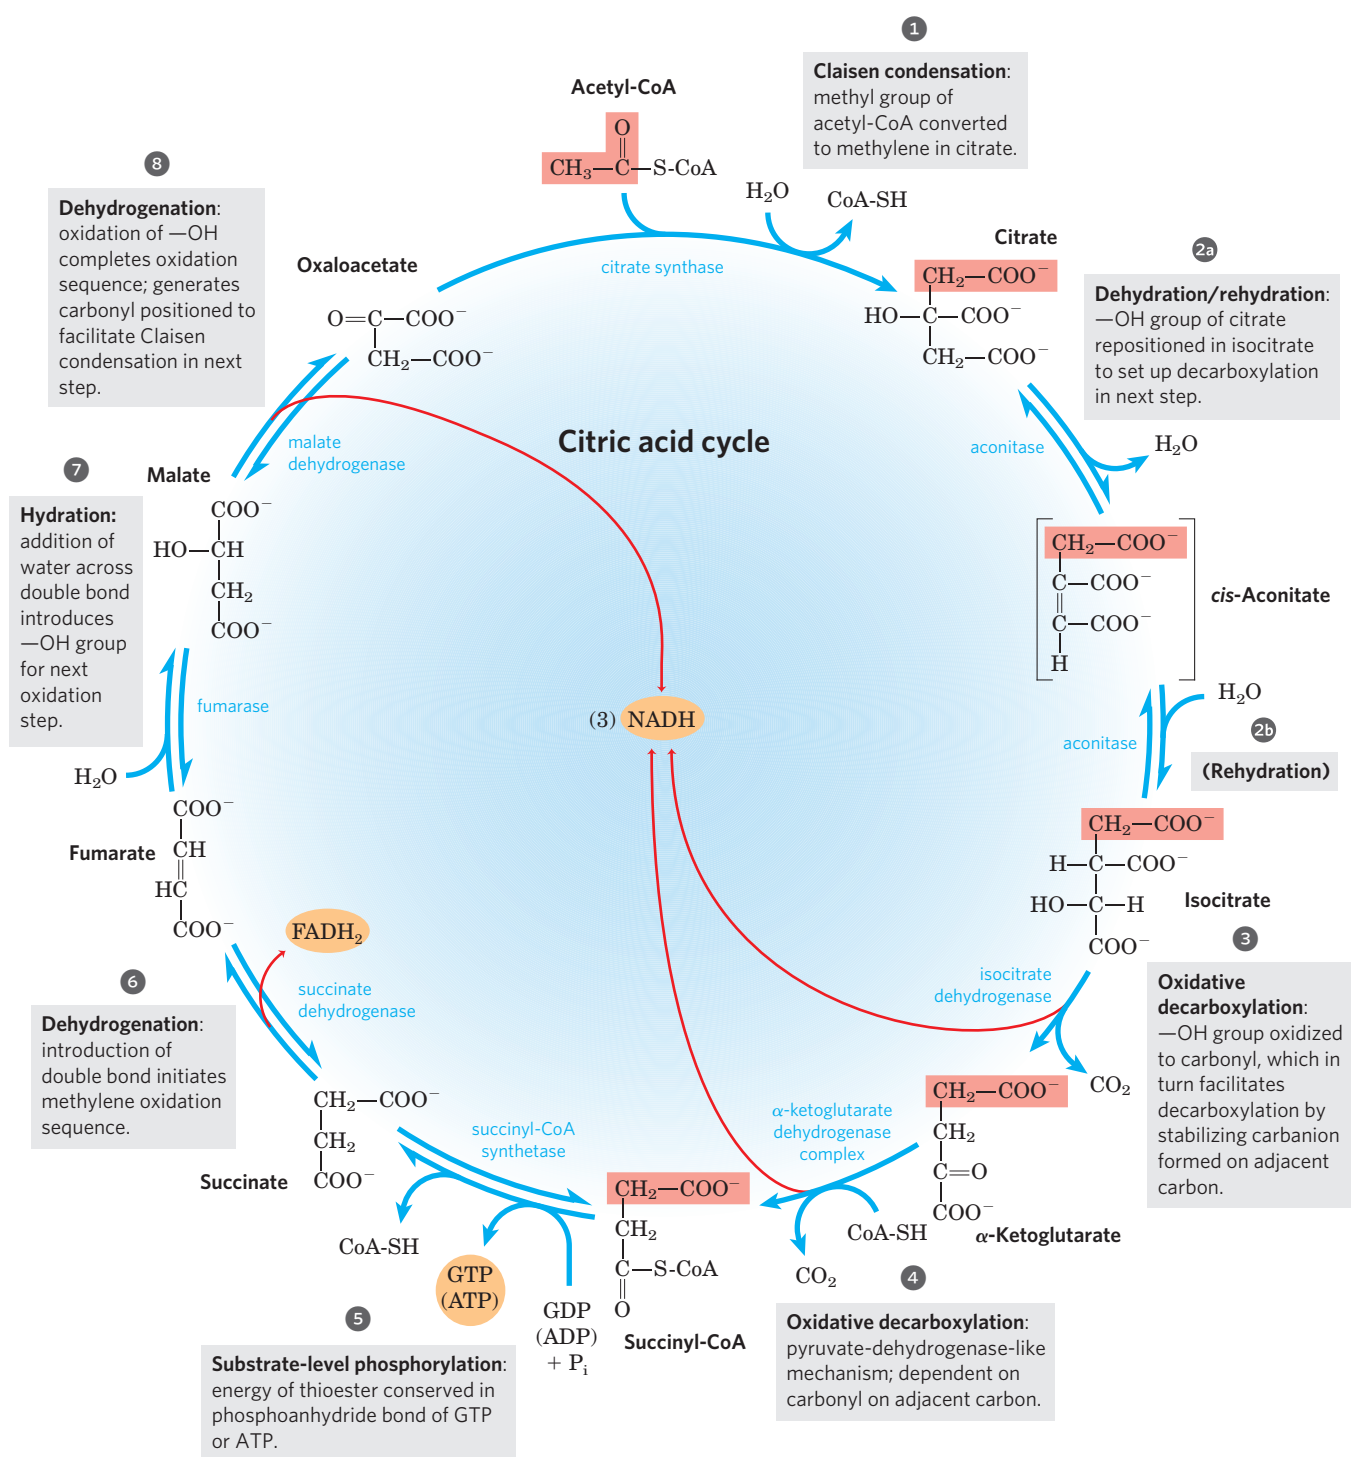 1
Claisen condensation:
methyl group of
acetyl-CoA converted
to methylene in citrate.
Acetyl-CoA
O
CH₃—C—S-CoA
H₂O
CoA-SH
citrate synthase
Citrate
CH₂—COO⁻
HO—C—COO⁻
CH₂—COO⁻
2a
Dehydration/rehydration:
—OH group of citrate
repositioned in isocitrate
to set up decarboxylation
in next step.
aconitase
H₂O
CH₂—COO⁻
C—COO⁻
C—COO⁻
H
cis-Aconitate
H₂O
aconitase
2b
(Rehydration)
CH₂—COO⁻
H—C—COO⁻
HO—C—H
COO⁻
Isocitrate
3
Oxidative
decarboxylation:
—OH group oxidized
to carbonyl, which in
turn facilitates
decarboxylation by
stabilizing carbanion
formed on adjacent
carbon.
isocitrate
dehydrogenase
CO₂
CH₂—COO⁻
CH₂
C=O
COO⁻
α-Ketoglutarate
α-ketoglutarate
dehydrogenase
complex
CoA-SH
CO₂
4
Oxidative decarboxylation:
pyruvate-dehydrogenase-like
mechanism; dependent on
carbonyl on adjacent carbon.
CH₂—COO⁻
CH₂
C—S-CoA
O
Succinyl-CoA
succinyl-CoA
synthetase
GDP
(ADP)
+ Pᵢ
GTP
(ATP)
CoA-SH
5
Substrate-level phosphorylation:
energy of thioester conserved in
phosphoanhydride bond of GTP
or ATP.
CH₂—COO⁻
CH₂
COO⁻
Succinate
succinate
dehydrogenase
FADH₂
6
Dehydrogenation:
introduction of
double bond initiates
methylene oxidation
sequence.
COO⁻
CH
HC
COO⁻
Fumarate
H₂O
fumarase
7
Hydration:
addition of
water across
double bond
introduces
—OH group
for next
oxidation
step.
Malate
COO⁻
HO—CH
CH₂
COO⁻
malate
dehydrogenase
8
Dehydrogenation:
oxidation of —OH
completes oxidation
sequence; generates
carbonyl positioned to
facilitate Claisen
condensation in next
step.
Oxaloacetate
O=C—COO⁻
CH₂—COO⁻
Citric acid cycle
(3) NADH